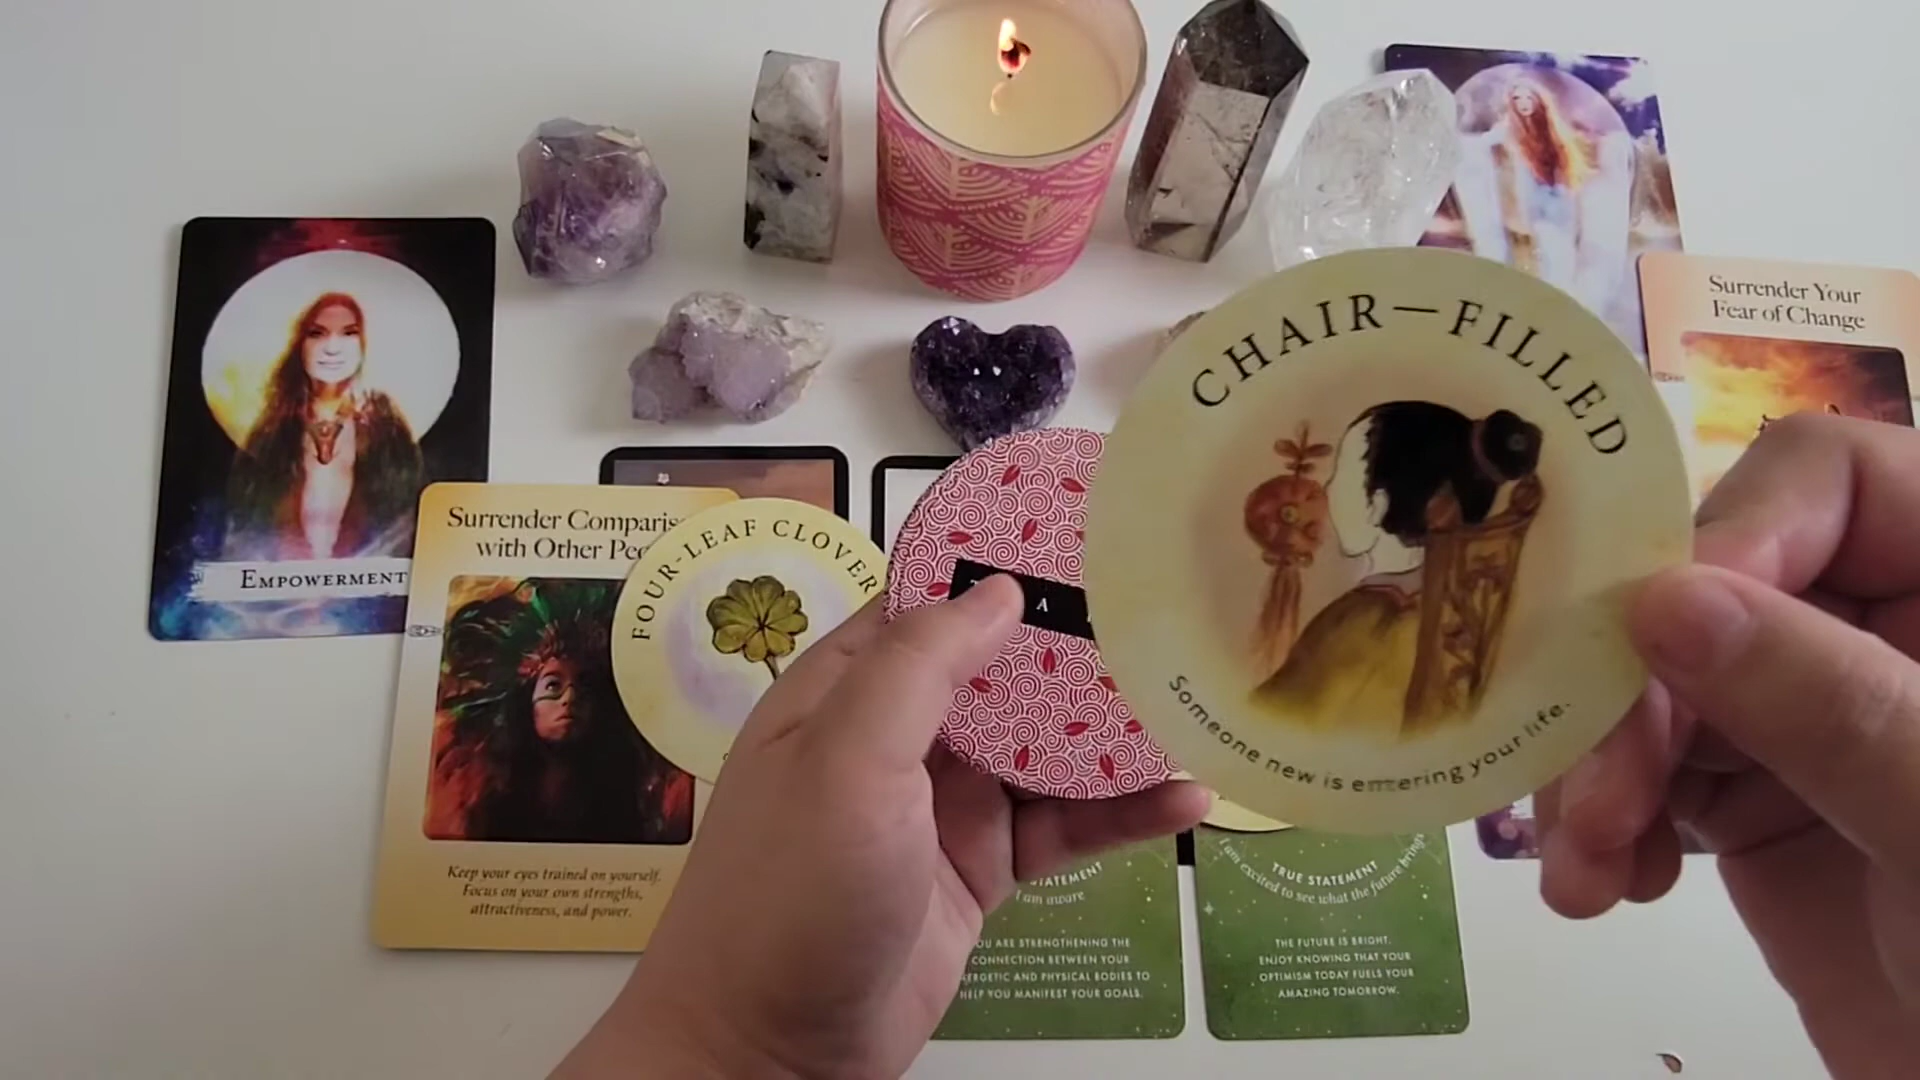 Surrender Your
Fear of Change
CHAIR—FILLED
Someone new is entering your life.
EMPOWERMENT
Surrender
with Other
FOUR-LEAF CLOVER
A
Keep your eyes trained on yourself.
Focus on your own strengths,
attractiveness, and power.
STATEMENT
I am aware
YOU ARE STRENGTHENING THE
CONNECTION BETWEEN YOUR
ENERGETIC AND PHYSICAL BODIES TO
HELP YOU MANIFEST YOUR GOALS.
TRUE STATEMENT
I am excited to see what the future brings
THE FUTURE IS BRIGHT.
ENJOY KNOWING THAT YOUR
OPTIMISM TODAY FUELS YOUR
AMAZING TOMORROW.